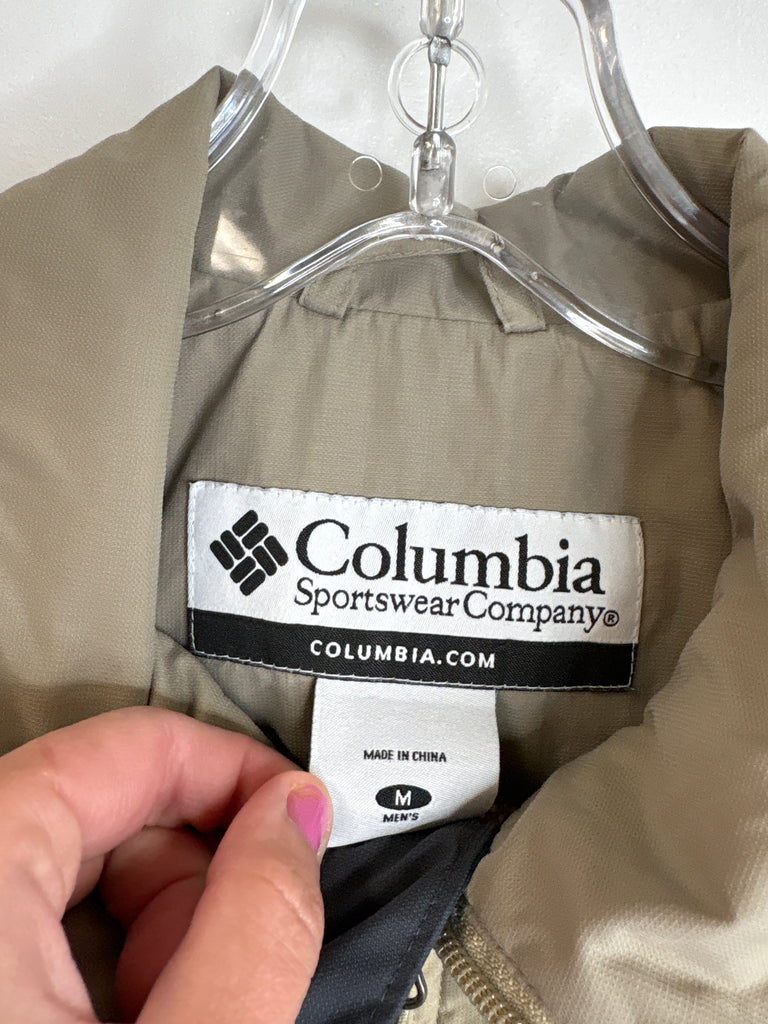 Columbia
Sportswear Company®
COLUMBIA.COM
MADE IN CHINA
M
MEN'S